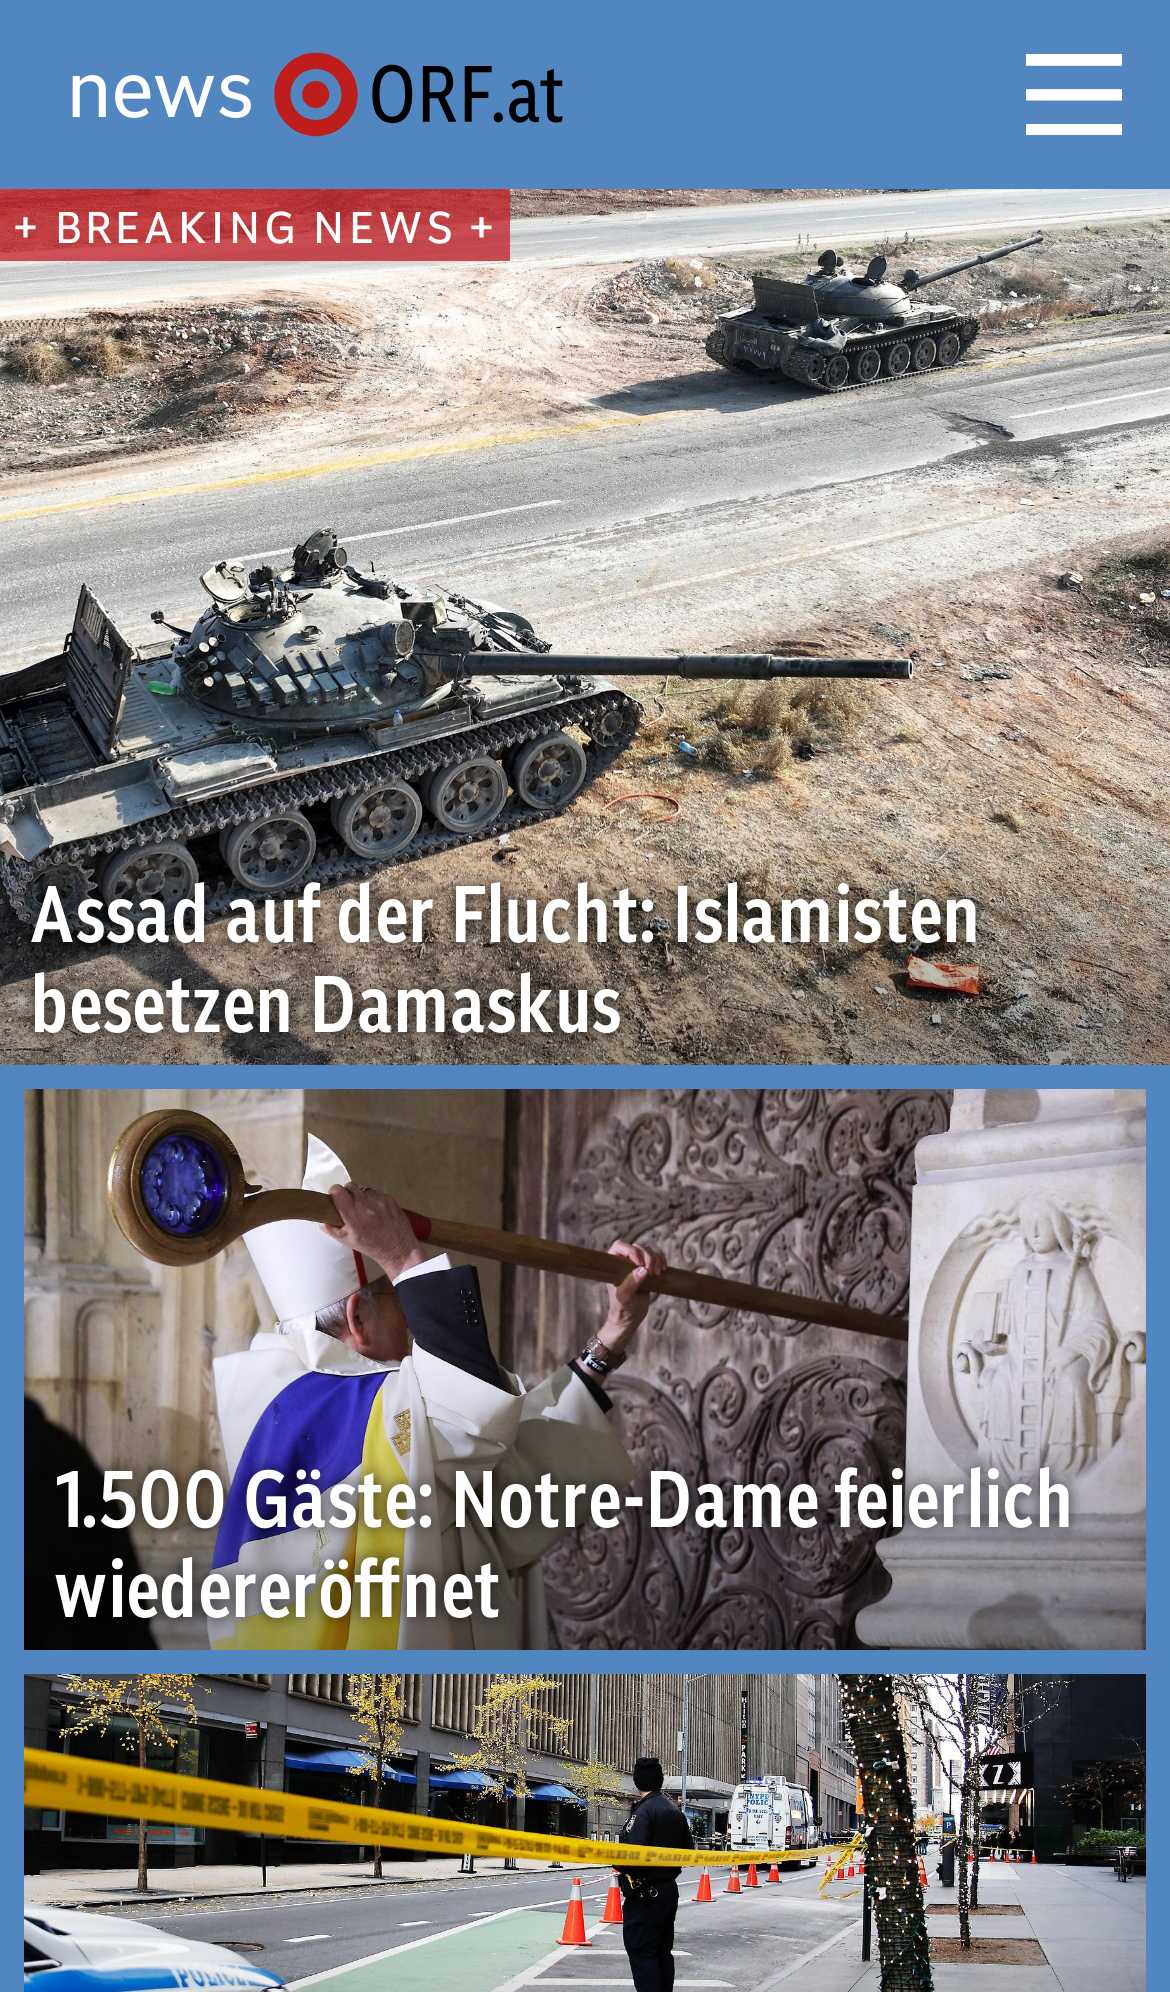 news ORF.at
+ BREAKING NEWS +
Assad auf der Flucht: Islamisten
besetzen Damaskus
1.500 Gäste: Notre-Dame feierlich
wiedereröffnet
POLICE